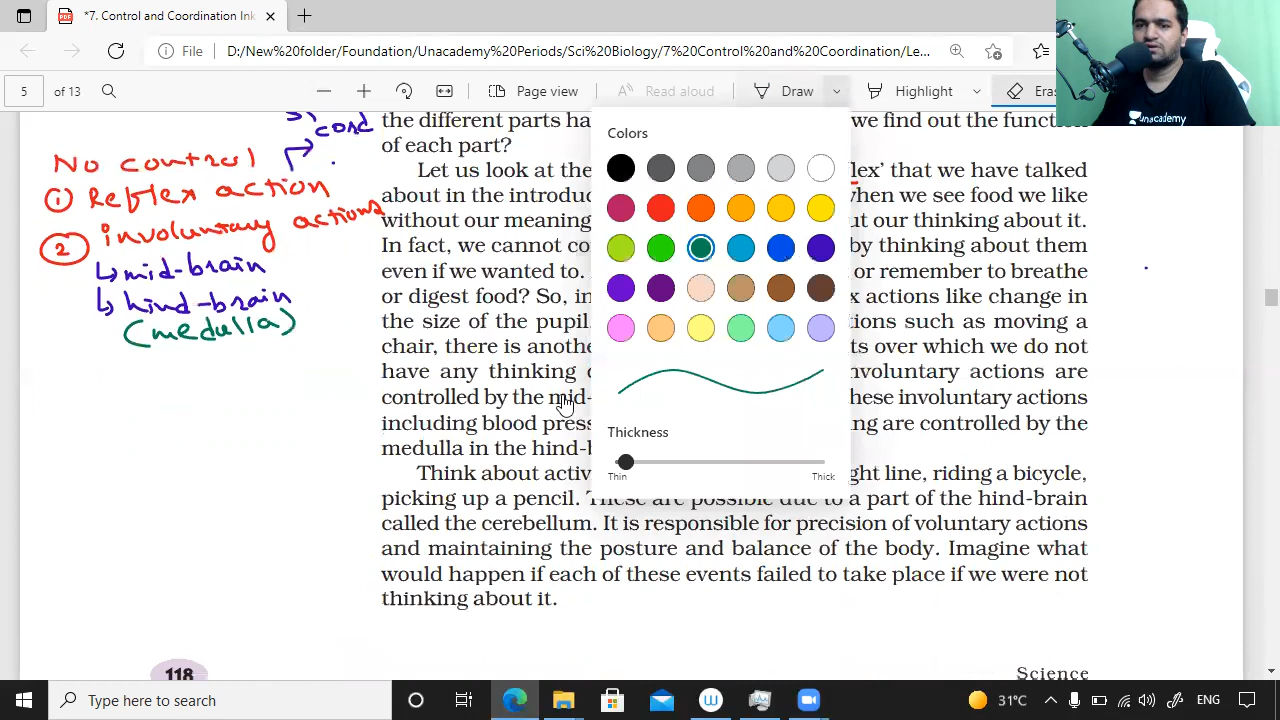 *7. Control and Coordination Ink
File
D:/New%20folder/Foundation/Unacademy%20Periods/Sci%20Biology/7%20Control%20and%20Coordination/Le...
5 of 13
Page view
Read aloud
Draw
Highlight
Eras
unacademy
cord
No control
① Reflex action
② involuntary actions
↳ mid-brain
↳ hind-brain
(medulla)
the different parts ha we find out the function
of each part?
Let us look at the flex' that we have talked
about in the introdu when we see food we like
without our meaning ut our thinking about it.
In fact, we cannot co by thinking about them
even if we wanted to. or remember to breathe
or digest food? So, in x actions like change in
the size of the pupil tions such as moving a
chair, there is anothe ts over which we do not
have any thinking nvoluntary actions are
controlled by the mid- hese involuntary actions
including blood press ng are controlled by the
medulla in the hind-b
Think about activ ght line, riding a bicycle,
picking up a pencil. These are possible due to a part of the hind-brain
called the cerebellum. It is responsible for precision of voluntary actions
and maintaining the posture and balance of the body. Imagine what
would happen if each of these events failed to take place if we were not
thinking about it.
Colors
Thickness
Thin Thick
118
Science
Type here to search
31°C
ENG